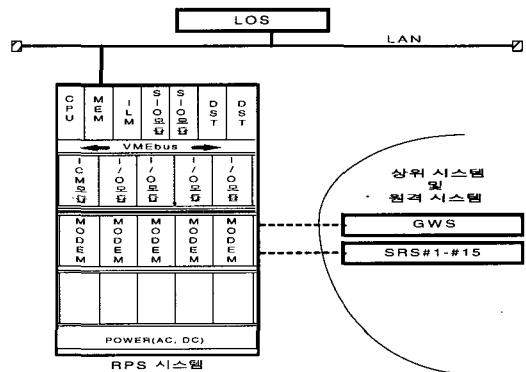 LOS
LAN
CPU MEM ILM SIO모듈 SIO모듈 DST DST
VMEbus
ICM모듈 I/O모듈 I/O모듈 I/O모듈 I/O모듈
MODEM MODEM MODEM MODEM MODEM
POWER(AC, DC)
RPS 시스템
상위 시스템
및
원격 시스템
GWS
SRS#1-#15